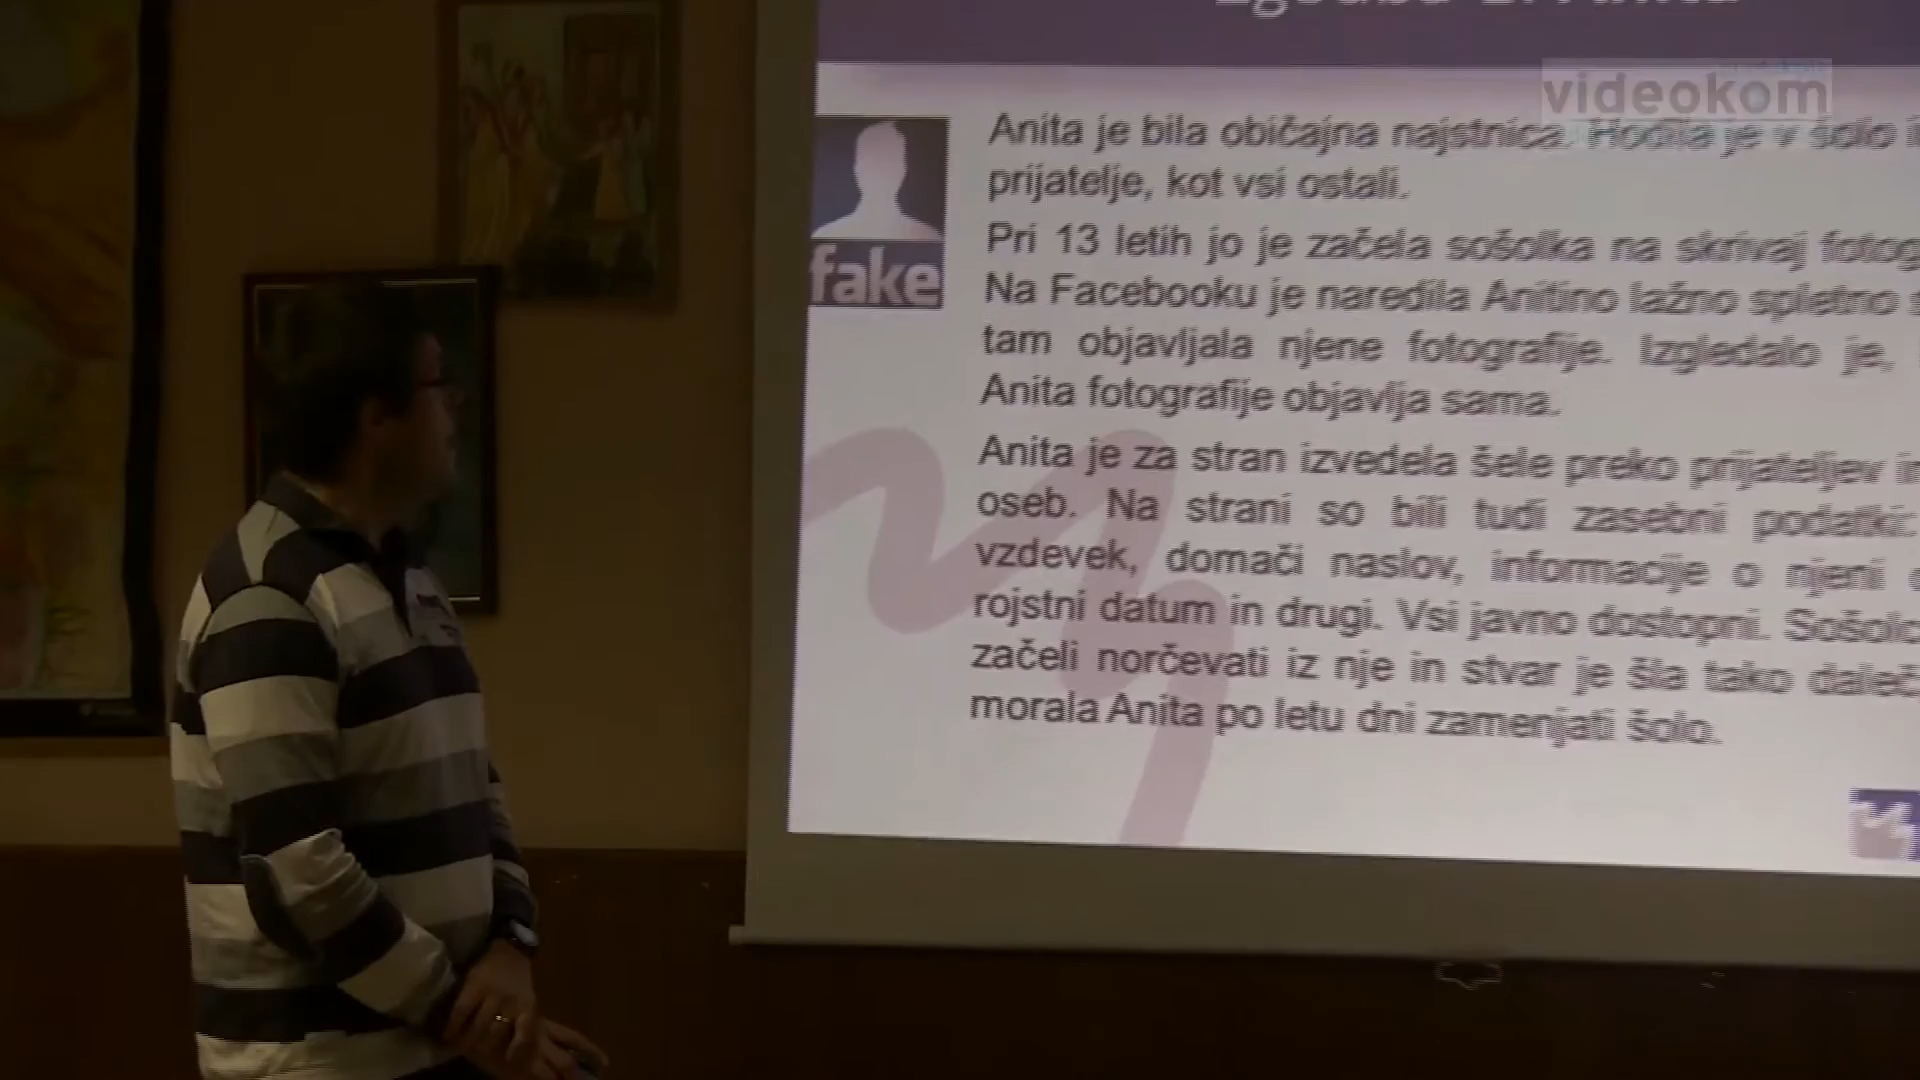 videokom
Anita je bila običajna najstnica. Hodila je v šolo
prijatelje, kot vsi ostali.
Pri 13 letih jo je začela sošolka na skrivaj
fake
Na Facebooku je naredila Anitino lažno spletno
tam objavljala njene fotografije. Izgledalo je,
Anita fotografije objavlja sama.
Anita je za stran izvedela šele preko prijateljev
oseb. Na strani so bili tudi zasebni podatki:
vzdevek, domači naslov, informacije o njeni
rojstni datum in drugi. Vsi javno dostopni.
začeli norčevati iz nje in stvar je šla tako daleč
morala Anita po letu dni zamenjati šolo.